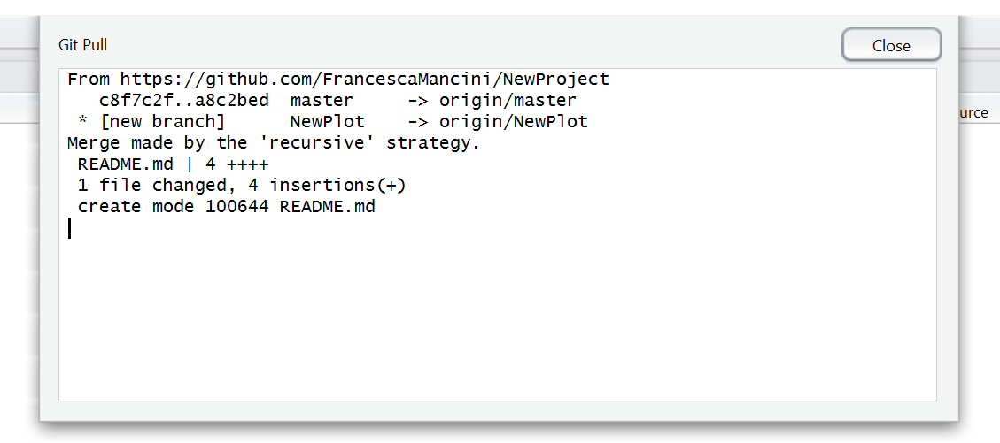 Git Pull
Close
From https://github.com/FrancescaMancini/NewProject
   c8f7c2f..a8c2bed  master     -> origin/master
 * [new branch]      NewPlot    -> origin/NewPlot
Merge made by the 'recursive' strategy.
 README.md | 4 ++++
 1 file changed, 4 insertions(+)
 create mode 100644 README.md
urce